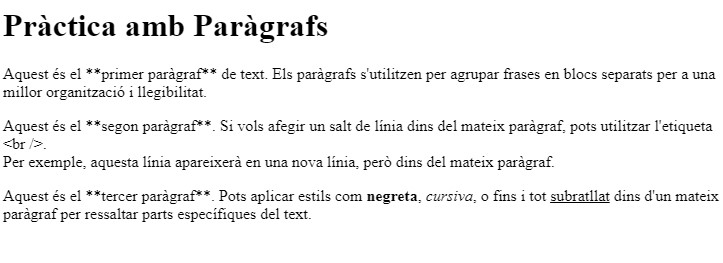 Pràctica amb Paràgrafs
Aquest és el **primer paràgraf** de text. Els paràgrafs s'utilitzen per agrupar frases en blocs separats per a una
millor organització i llegibilitat.
Aquest és el **segon paràgraf**. Si vols afegir un salt de línia dins del mateix paràgraf, pots utilitzar l'etiqueta
<br />.
Per exemple, aquesta línia apareixerà en una nova línia, però dins del mateix paràgraf.
Aquest és el **tercer paràgraf**. Pots aplicar estils com negreta, cursiva, o fins i tot subratllat dins d'un mateix
paràgraf per ressaltar parts específiques del text.